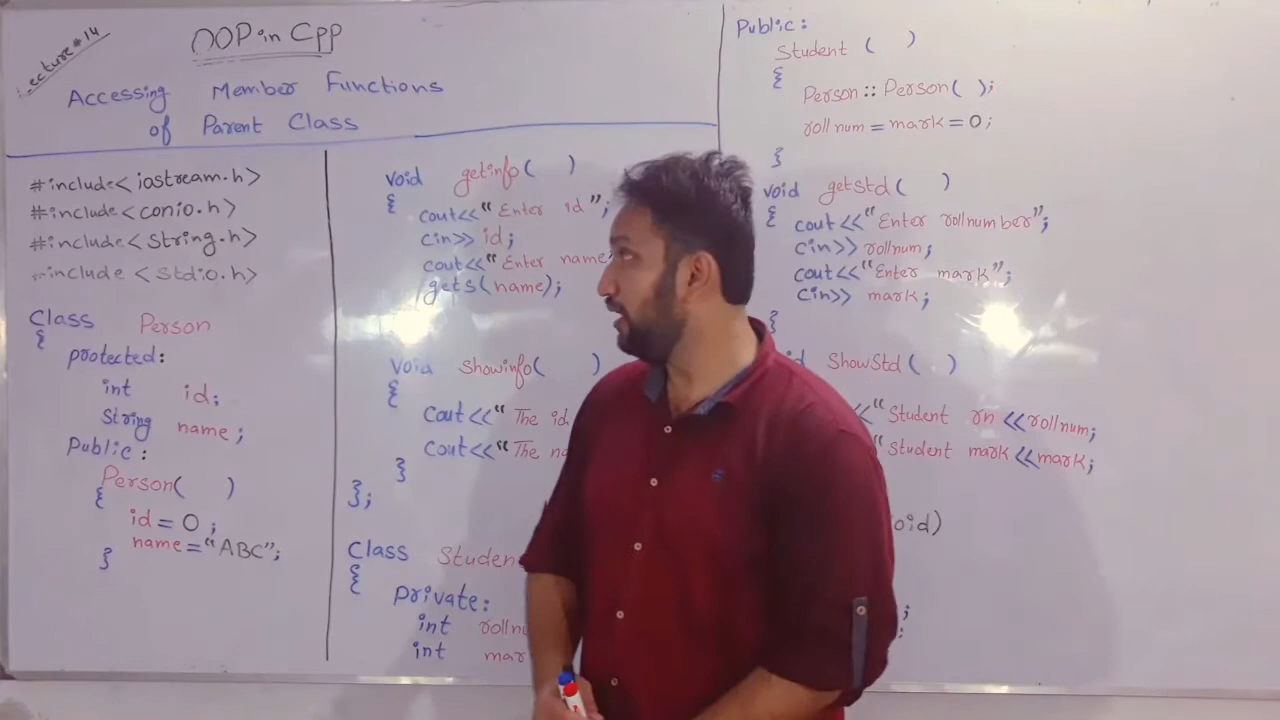 Lecture # 14
OOP in Cpp
Accessing Member Functions
of Parent Class
#include<iostream.h>
#include<conio.h>
#include<String.h>
#include<stdio.h>
Class Person
{
protected:
int id;
String name;
Public:
Person( )
{
id = 0;
name = "ABC";
}
void getinfo( )
{
cout<<"Enter id";
cin>> id;
cout<<"Enter name
gets(name);
void Showinfo( )
{
Cout<<"The id
Cout<<"The
}
};
Class
{
private:
int
int
Public:
Student ( )
{
Person::Person( );
rollnum = mark = 0;
}
void getstd( )
{
cout<<"Enter rollnumber";
cin>> rollnum;
cout<<"Enter mark";
cin>> mark;
}
ShowStd( )
<<"Student rn <<rollnum;
"Student mark <<mark;
oid)
;